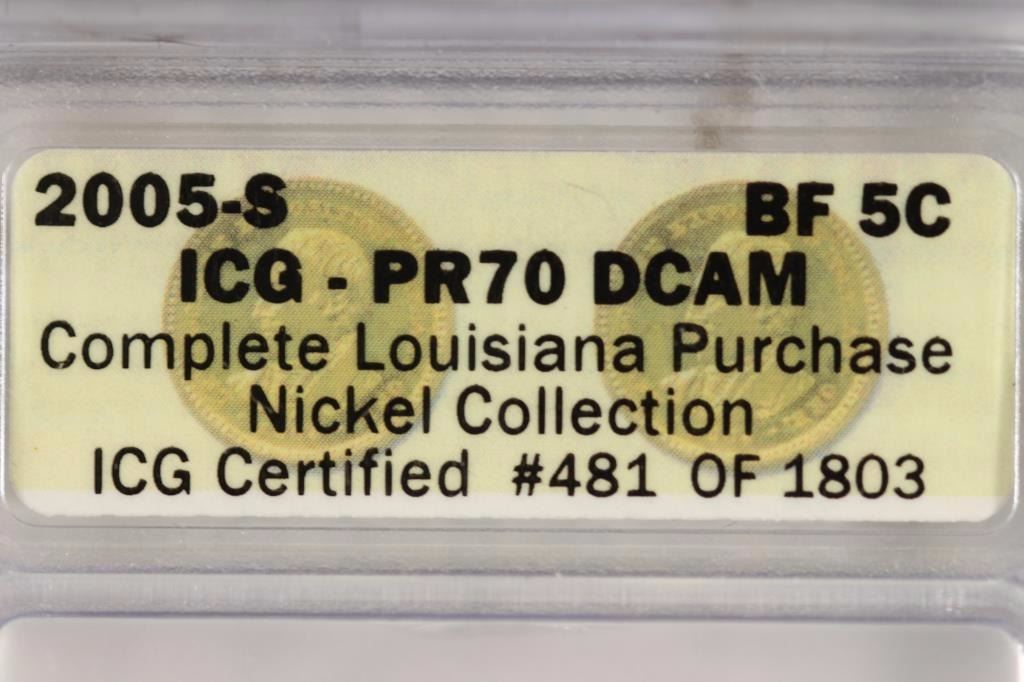 2005-S BF 5C
ICG - PR70 DCAM
Complete Louisiana Purchase
Nickel Collection
ICG Certified #481 OF 1803